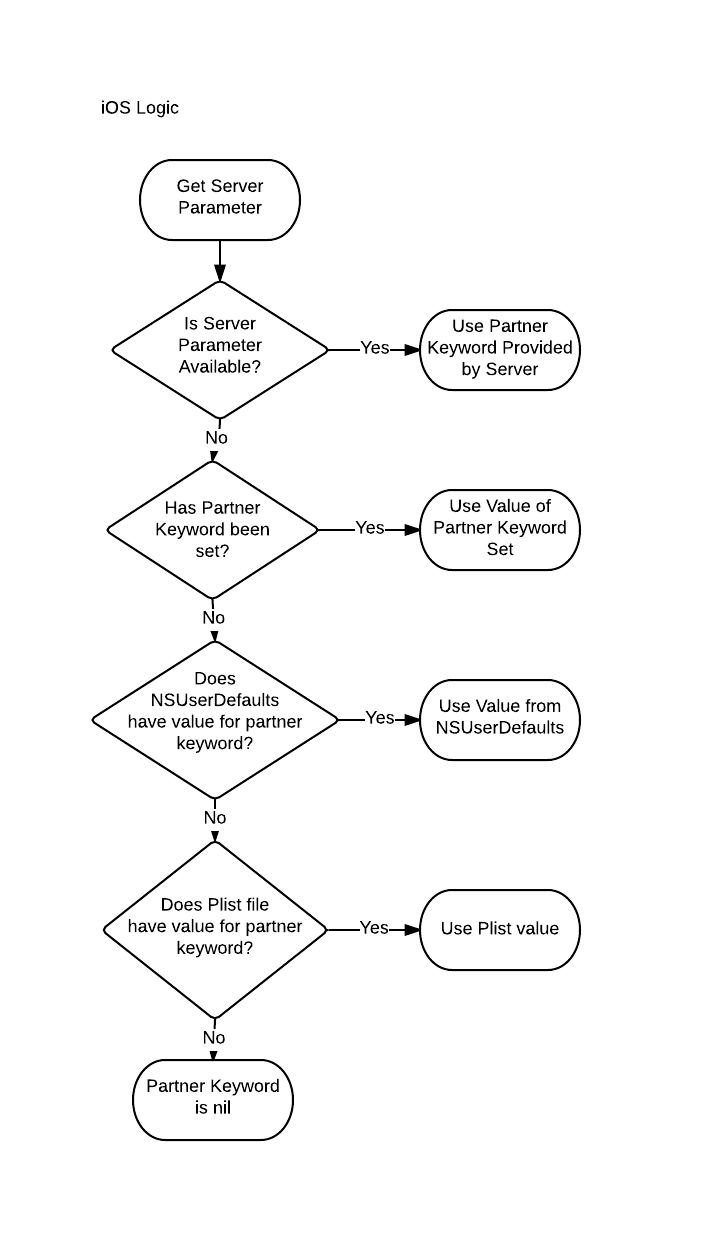 iOS Logic
Get Server
Parameter
Is Server
Parameter
Available?
Yes
Use Partner
Keyword Provided
by Server
No
Has Partner
Keyword been
set?
Yes
Use Value of
Partner Keyword
Set
No
Does
NSUserDefaults
have value for partner
keyword?
Yes
Use Value from
NSUserDefaults
No
Does Plist file
have value for partner
keyword?
Yes
Use Plist value
No
Partner Keyword
is nil